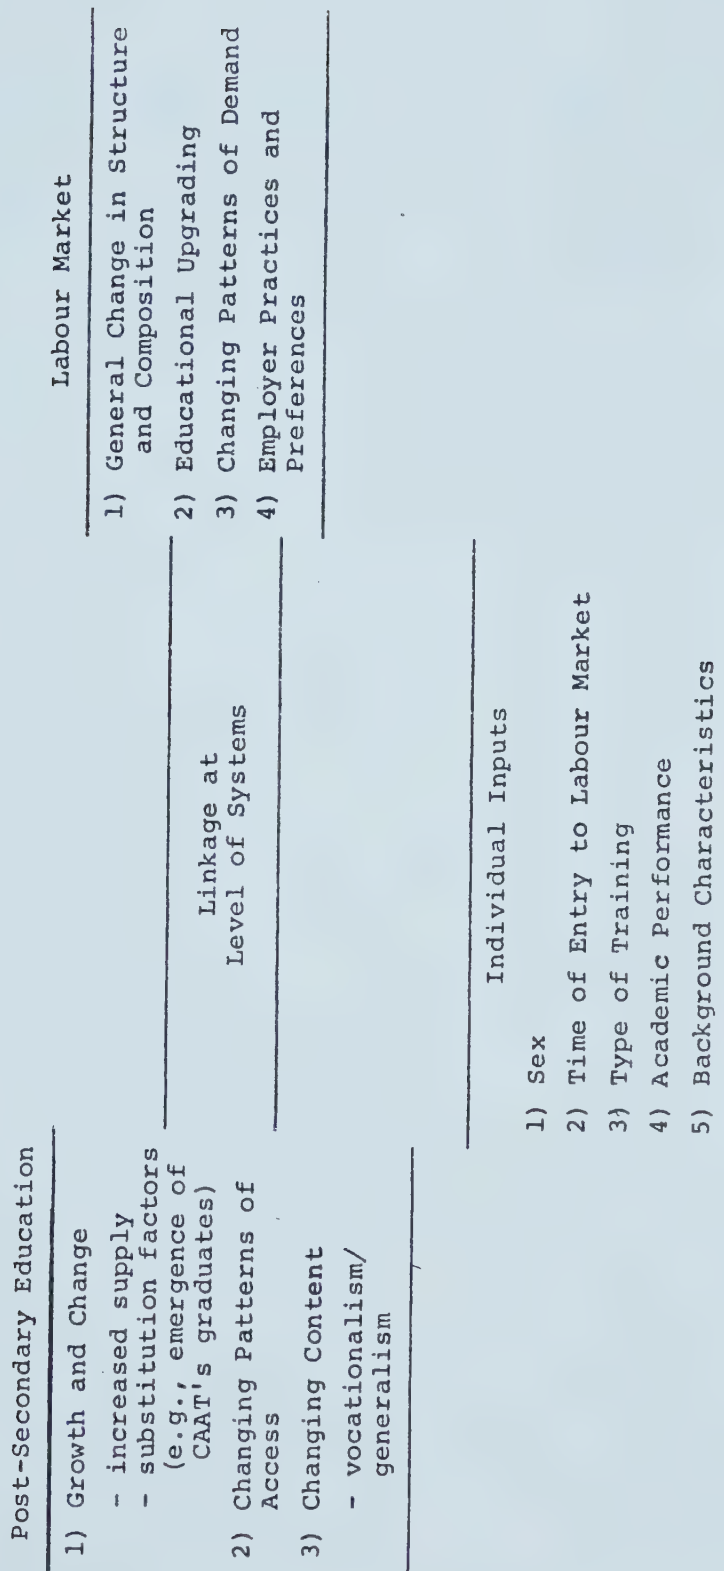 Post-Secondary Education
1) Growth and Change
- increased supply
- substitution factors
(e.g., emergence of
CAAT's graduates)
2) Changing Patterns of
Access
3) Changing Content
- vocationalism/
generalism
Linkage at
Level of Systems
Labour Market
1) General Change in Structure
and Composition
2) Educational Upgrading
3) Changing Patterns of Demand
4) Employer Practices and
Preferences
Individual Inputs
1) Sex
2) Time of Entry to Labour Market
3) Type of Training
4) Academic Performance
5) Background Characteristics